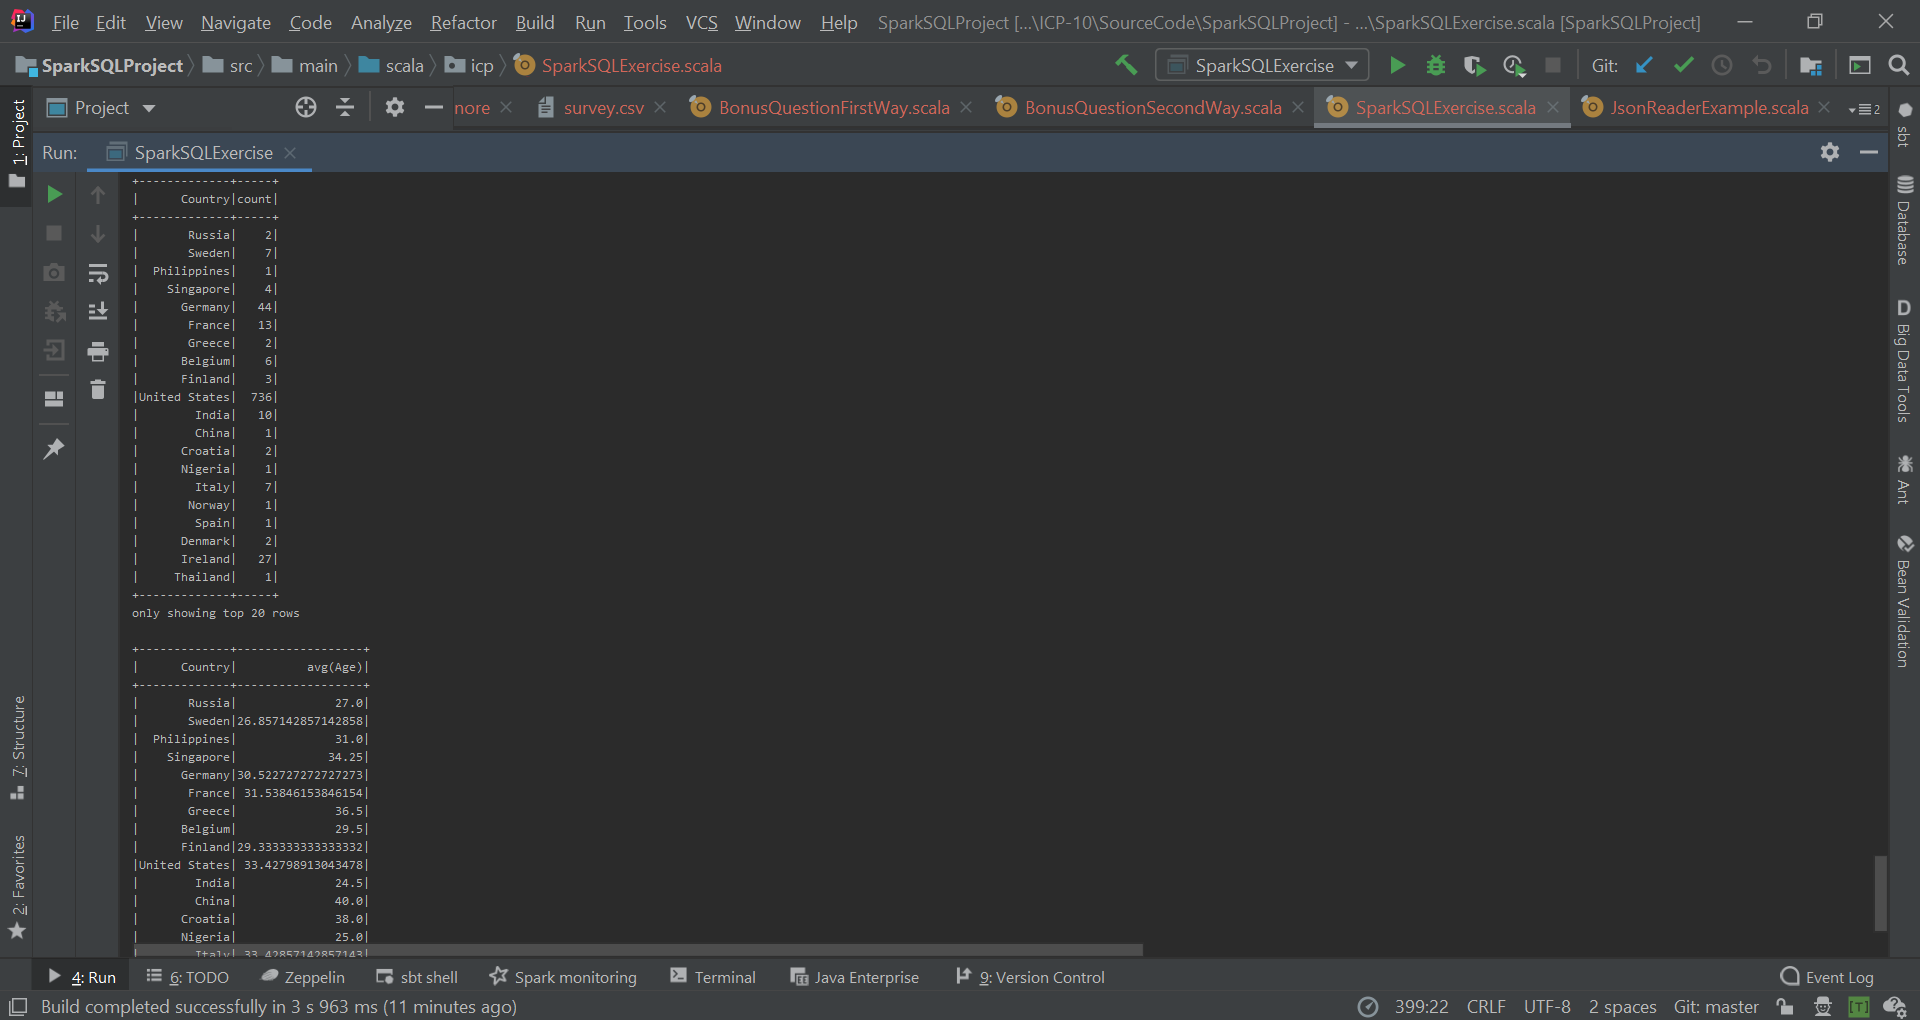 File Edit View Navigate Code Analyze Refactor Build Run Tools VCS Window Help SparkSQLProject [...\ICP-10\SourceCode\SparkSQLProject] - ...\SparkSQLExercise.scala [SparkSQLProject]
SparkSQLProject src main scala icp SparkSQLExercise.scala SparkSQLExercise Git:
Project nore survey.csv BonusQuestionFirstWay.scala BonusQuestionSecondWay.scala SparkSQLExercise.scala JsonReaderExample.scala 2
Run: SparkSQLExercise
+-------------+-----+
|      Country|count|
+-------------+-----+
|       Russia|    2|
|       Sweden|    7|
|  Philippines|    1|
|    Singapore|    4|
|      Germany|   44|
|       France|   13|
|       Greece|    2|
|      Belgium|    6|
|      Finland|    3|
|United States|  736|
|        India|   10|
|        China|    1|
|      Croatia|    2|
|      Nigeria|    1|
|        Italy|    7|
|       Norway|    1|
|        Spain|    1|
|      Denmark|    2|
|      Ireland|   27|
|     Thailand|    1|
+-------------+-----+
only showing top 20 rows
+-------------+------------------+
|      Country|          avg(Age)|
+-------------+------------------+
|       Russia|              27.0|
|       Sweden|26.857142857142858|
|  Philippines|              31.0|
|    Singapore|             34.25|
|      Germany|30.522727272727273|
|       France| 31.53846153846154|
|       Greece|              36.5|
|      Belgium|              29.5|
|      Finland|29.333333333333332|
|United States| 33.42798913043478|
|        India|              24.5|
|        China|              40.0|
|      Croatia|              38.0|
|      Nigeria|              25.0|
|        Italy| 33.42857142857143|
1: Project
7: Structure
2: Favorites
sbt
Database
D Big Data Tools
Ant
Bean Validation
4: Run 6: TODO Zeppelin sbt shell Spark monitoring Terminal Java Enterprise 9: Version Control Event Log
Build completed successfully in 3 s 963 ms (11 minutes ago) 399:22 CRLF UTF-8 2 spaces Git: master [T]